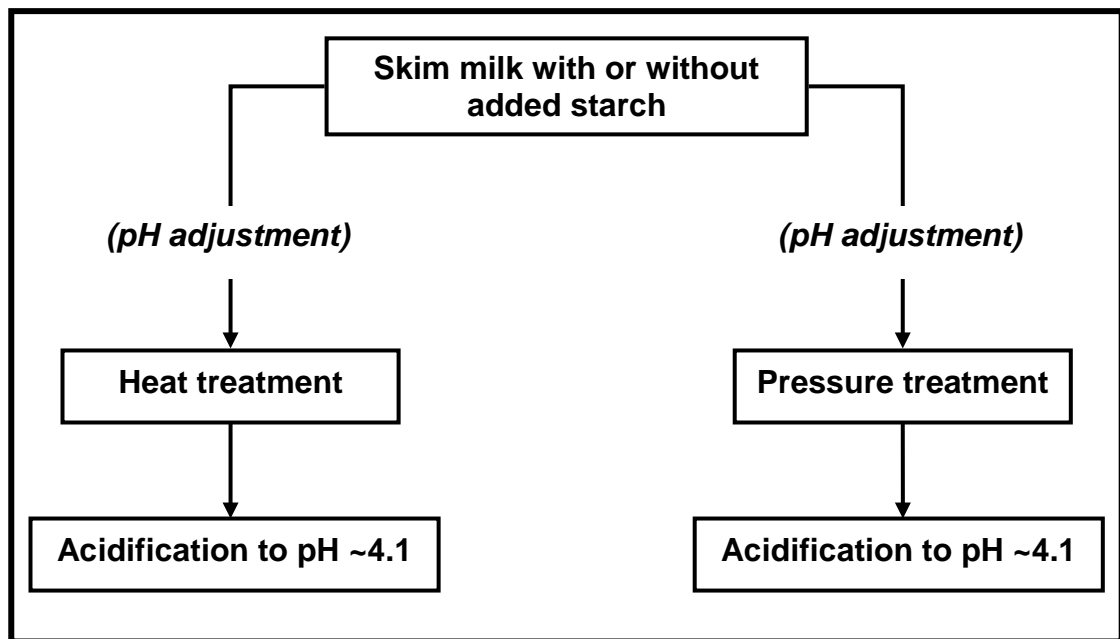 Skim milk with or without
added starch
(pH adjustment)
(pH adjustment)
Heat treatment
Pressure treatment
Acidification to pH ~4.1
Acidification to pH ~4.1